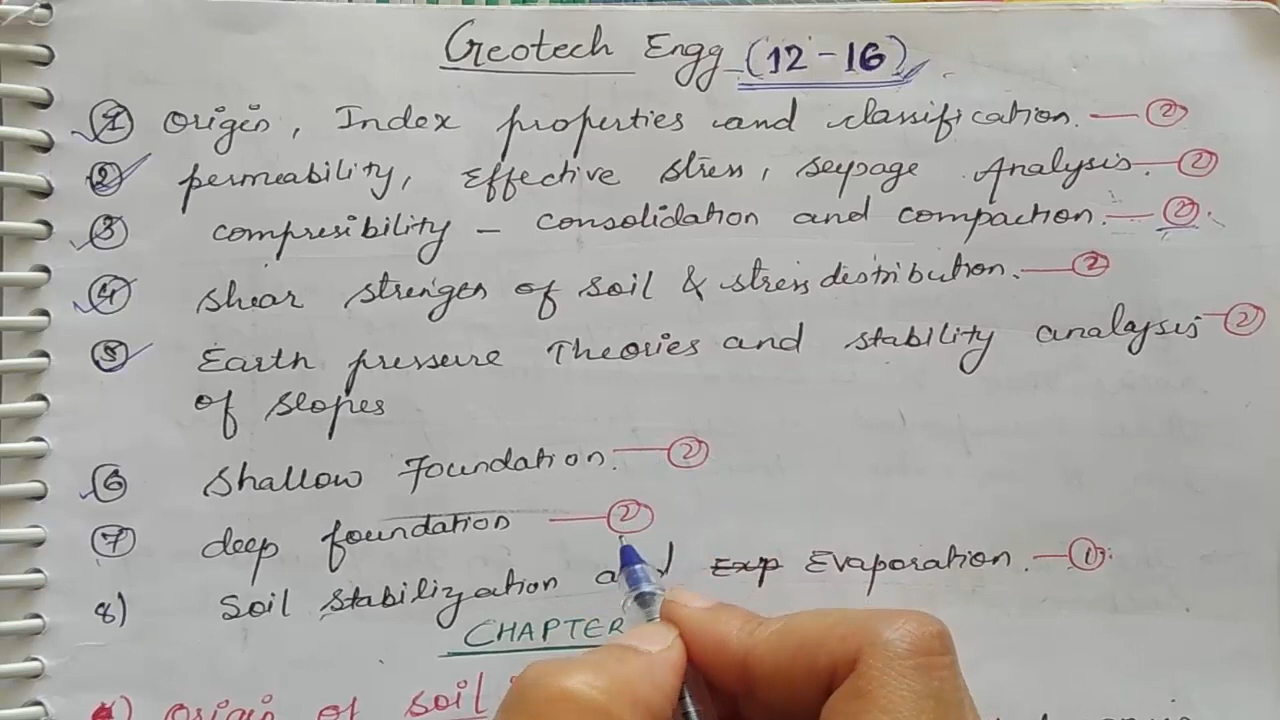 Geotech Engg (12-16)
1 Origin, Index properties and classification. — 2
2 permeability, Effective stress, seepage Analysis. — 2
3 compresibility - consolidation and compaction. — 2
4 shear strength of soil & stress distribution. — 2
5 Earth pressure Theories and stability analysis — 2
of slopes
6 Shallow Foundation. — 2
7 deep foundation — 2
8) Soil stabilization and Exp Evaporation. — 1
CHAPTER
Origin of soil